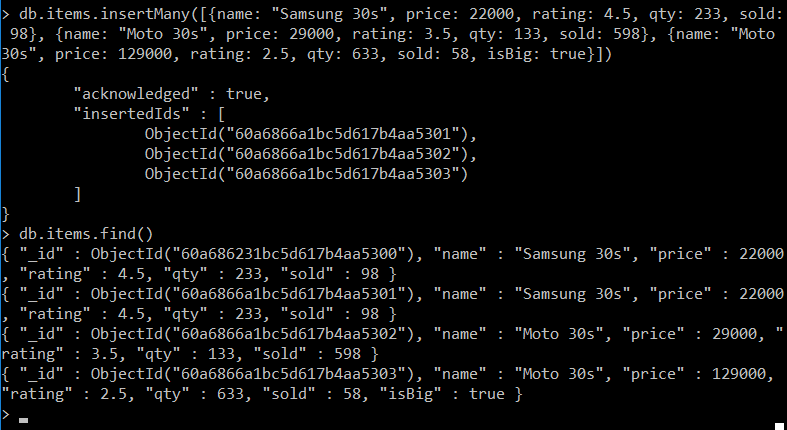 > db.items.insertMany([{name: "Samsung 30s", price: 22000, rating: 4.5, qty: 233, sold:
 98}, {name: "Moto 30s", price: 29000, rating: 3.5, qty: 133, sold: 598}, {name: "Moto
30s", price: 129000, rating: 2.5, qty: 633, sold: 58, isBig: true}])
{
        "acknowledged" : true,
        "insertedIds" : [
                ObjectId("60a6866a1bc5d617b4aa5301"),
                ObjectId("60a6866a1bc5d617b4aa5302"),
                ObjectId("60a6866a1bc5d617b4aa5303")
        ]
}
> db.items.find()
{ "_id" : ObjectId("60a686231bc5d617b4aa5300"), "name" : "Samsung 30s", "price" : 22000
, "rating" : 4.5, "qty" : 233, "sold" : 98 }
{ "_id" : ObjectId("60a6866a1bc5d617b4aa5301"), "name" : "Samsung 30s", "price" : 22000
, "rating" : 4.5, "qty" : 233, "sold" : 98 }
{ "_id" : ObjectId("60a6866a1bc5d617b4aa5302"), "name" : "Moto 30s", "price" : 29000, "
rating" : 3.5, "qty" : 133, "sold" : 598 }
{ "_id" : ObjectId("60a6866a1bc5d617b4aa5303"), "name" : "Moto 30s", "price" : 129000,
"rating" : 2.5, "qty" : 633, "sold" : 58, "isBig" : true }
>